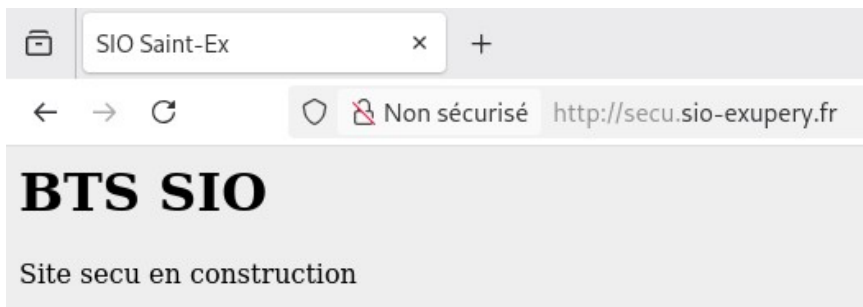 SIO Saint-Ex
Non sécurisé http://secu.sio-exupery.fr
BTS SIO
Site secu en construction